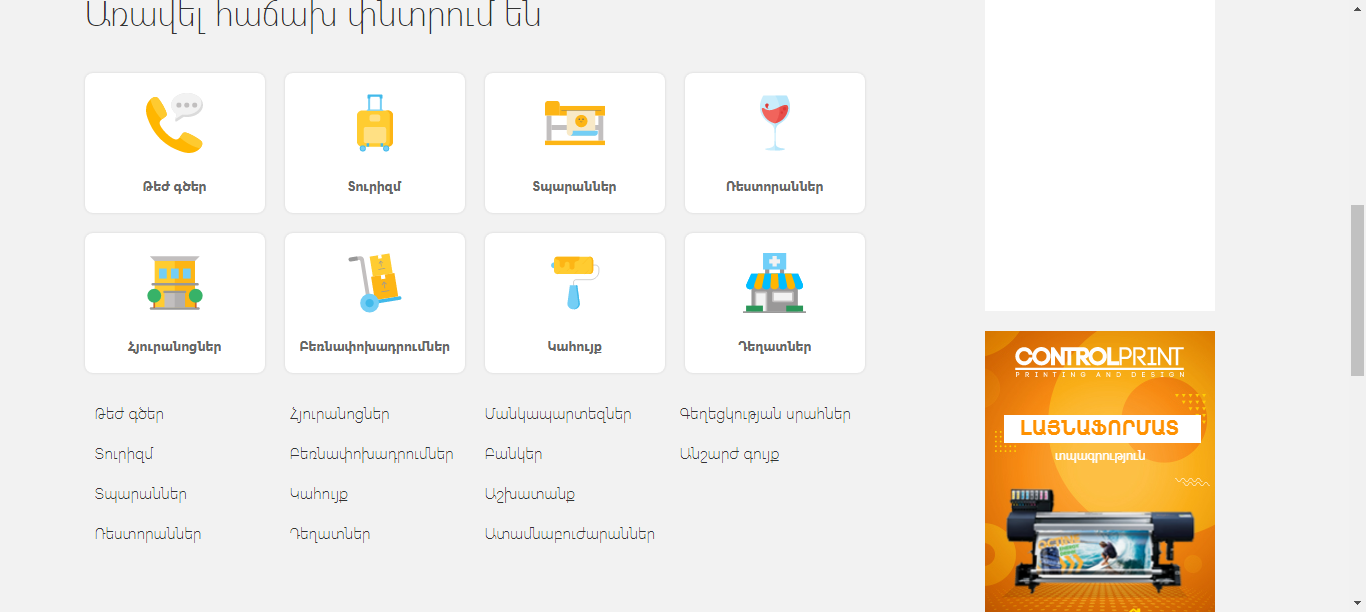 Առավել հաճախ փնտրում են
Թեժ գծեր
Տուրիզմ
Տպարաններ
Ռեստորաններ
Հյուրանոցներ
Բեռնափոխադրումներ
Կահույք
Դեղատներ
Թեժ գծեր
Հյուրանոցներ
Մանկապարտեզներ
Գեղեցկության սրահներ
Տուրիզմ
Բեռնափոխադրումներ
Բանկեր
Անշարժ գույք
Տպարաններ
Կահույք
Աշխատանք
Ռեստորաններ
Դեղատներ
Ատամնաբուժարաններ
CONTROLPRINT
PRINTING AND DESIGN
ԼԱՅՆԱՖՈՐՄԱՏ
տպագրություն